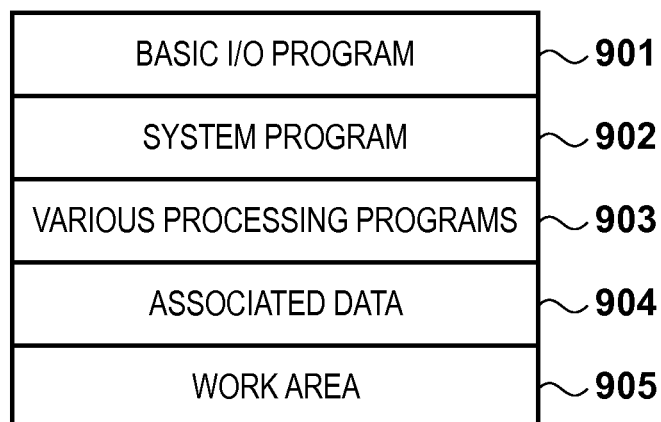 BASIC I/O PROGRAM 901
SYSTEM PROGRAM 902
VARIOUS PROCESSING PROGRAMS 903
ASSOCIATED DATA 904
WORK AREA 905